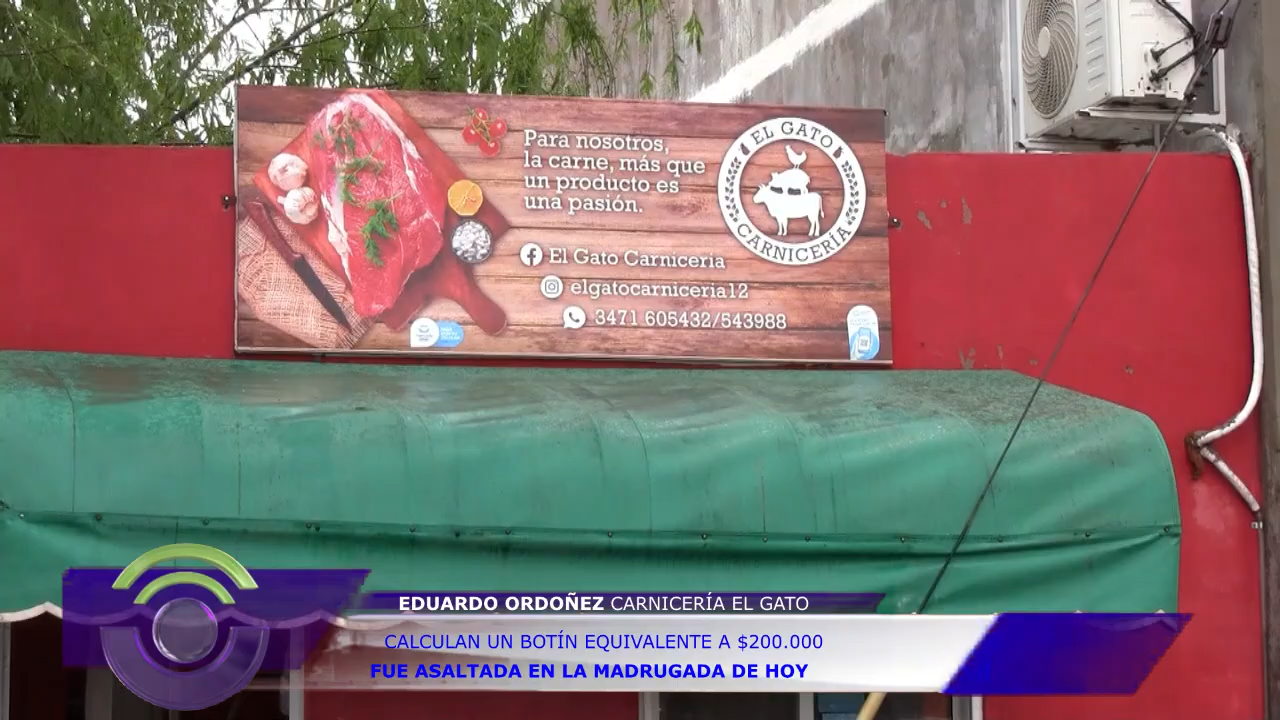 Para nosotros,
la carne, más que
un producto es
una pasión.
EL GATO
CARNICERÍA
El Gato Carniceria
elgatocarniceria12
3471 605432/543988
EDUARDO ORDOÑEZ CARNICERÍA EL GATO
CALCULAN UN BOTÍN EQUIVALENTE A $200.000
FUE ASALTADA EN LA MADRUGADA DE HOY